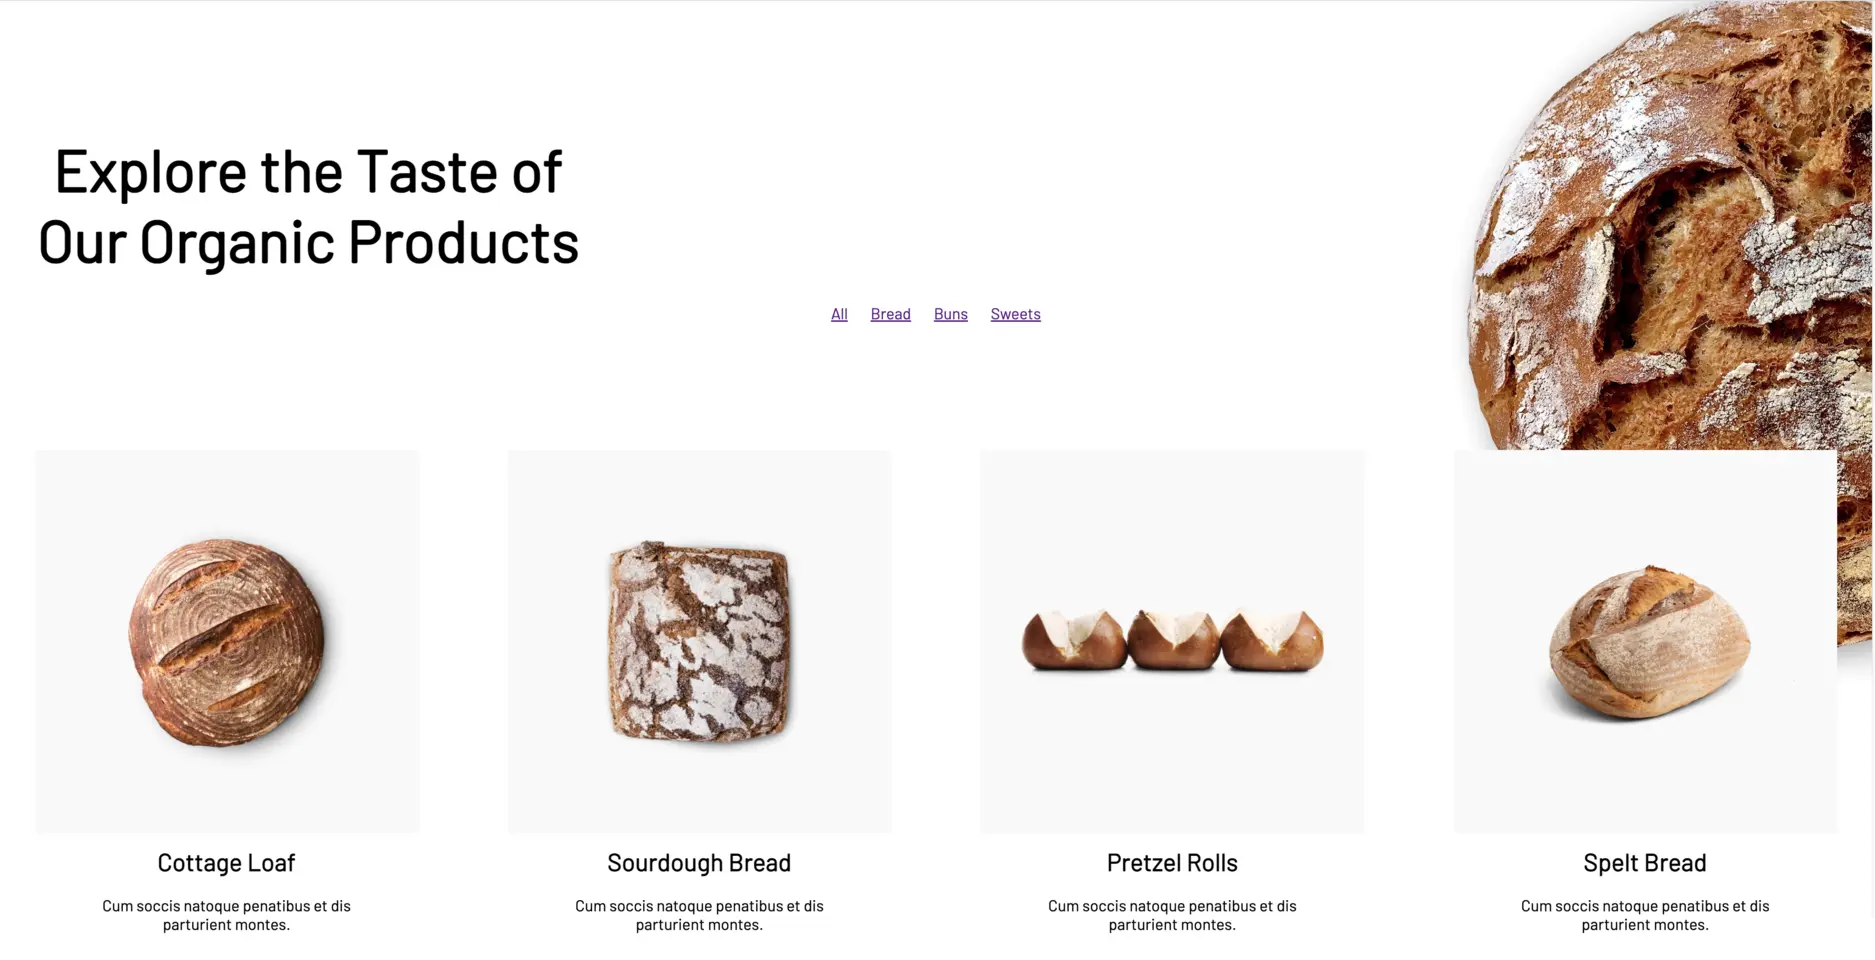 Explore the Taste of
Our Organic Products
All Bread Buns Sweets
Cottage Loaf
Cum soccis natoque penatibus et dis
parturient montes.
Sourdough Bread
Cum soccis natoque penatibus et dis
parturient montes.
Pretzel Rolls
Cum soccis natoque penatibus et dis
parturient montes.
Spelt Bread
Cum soccis natoque penatibus et dis
parturient montes.